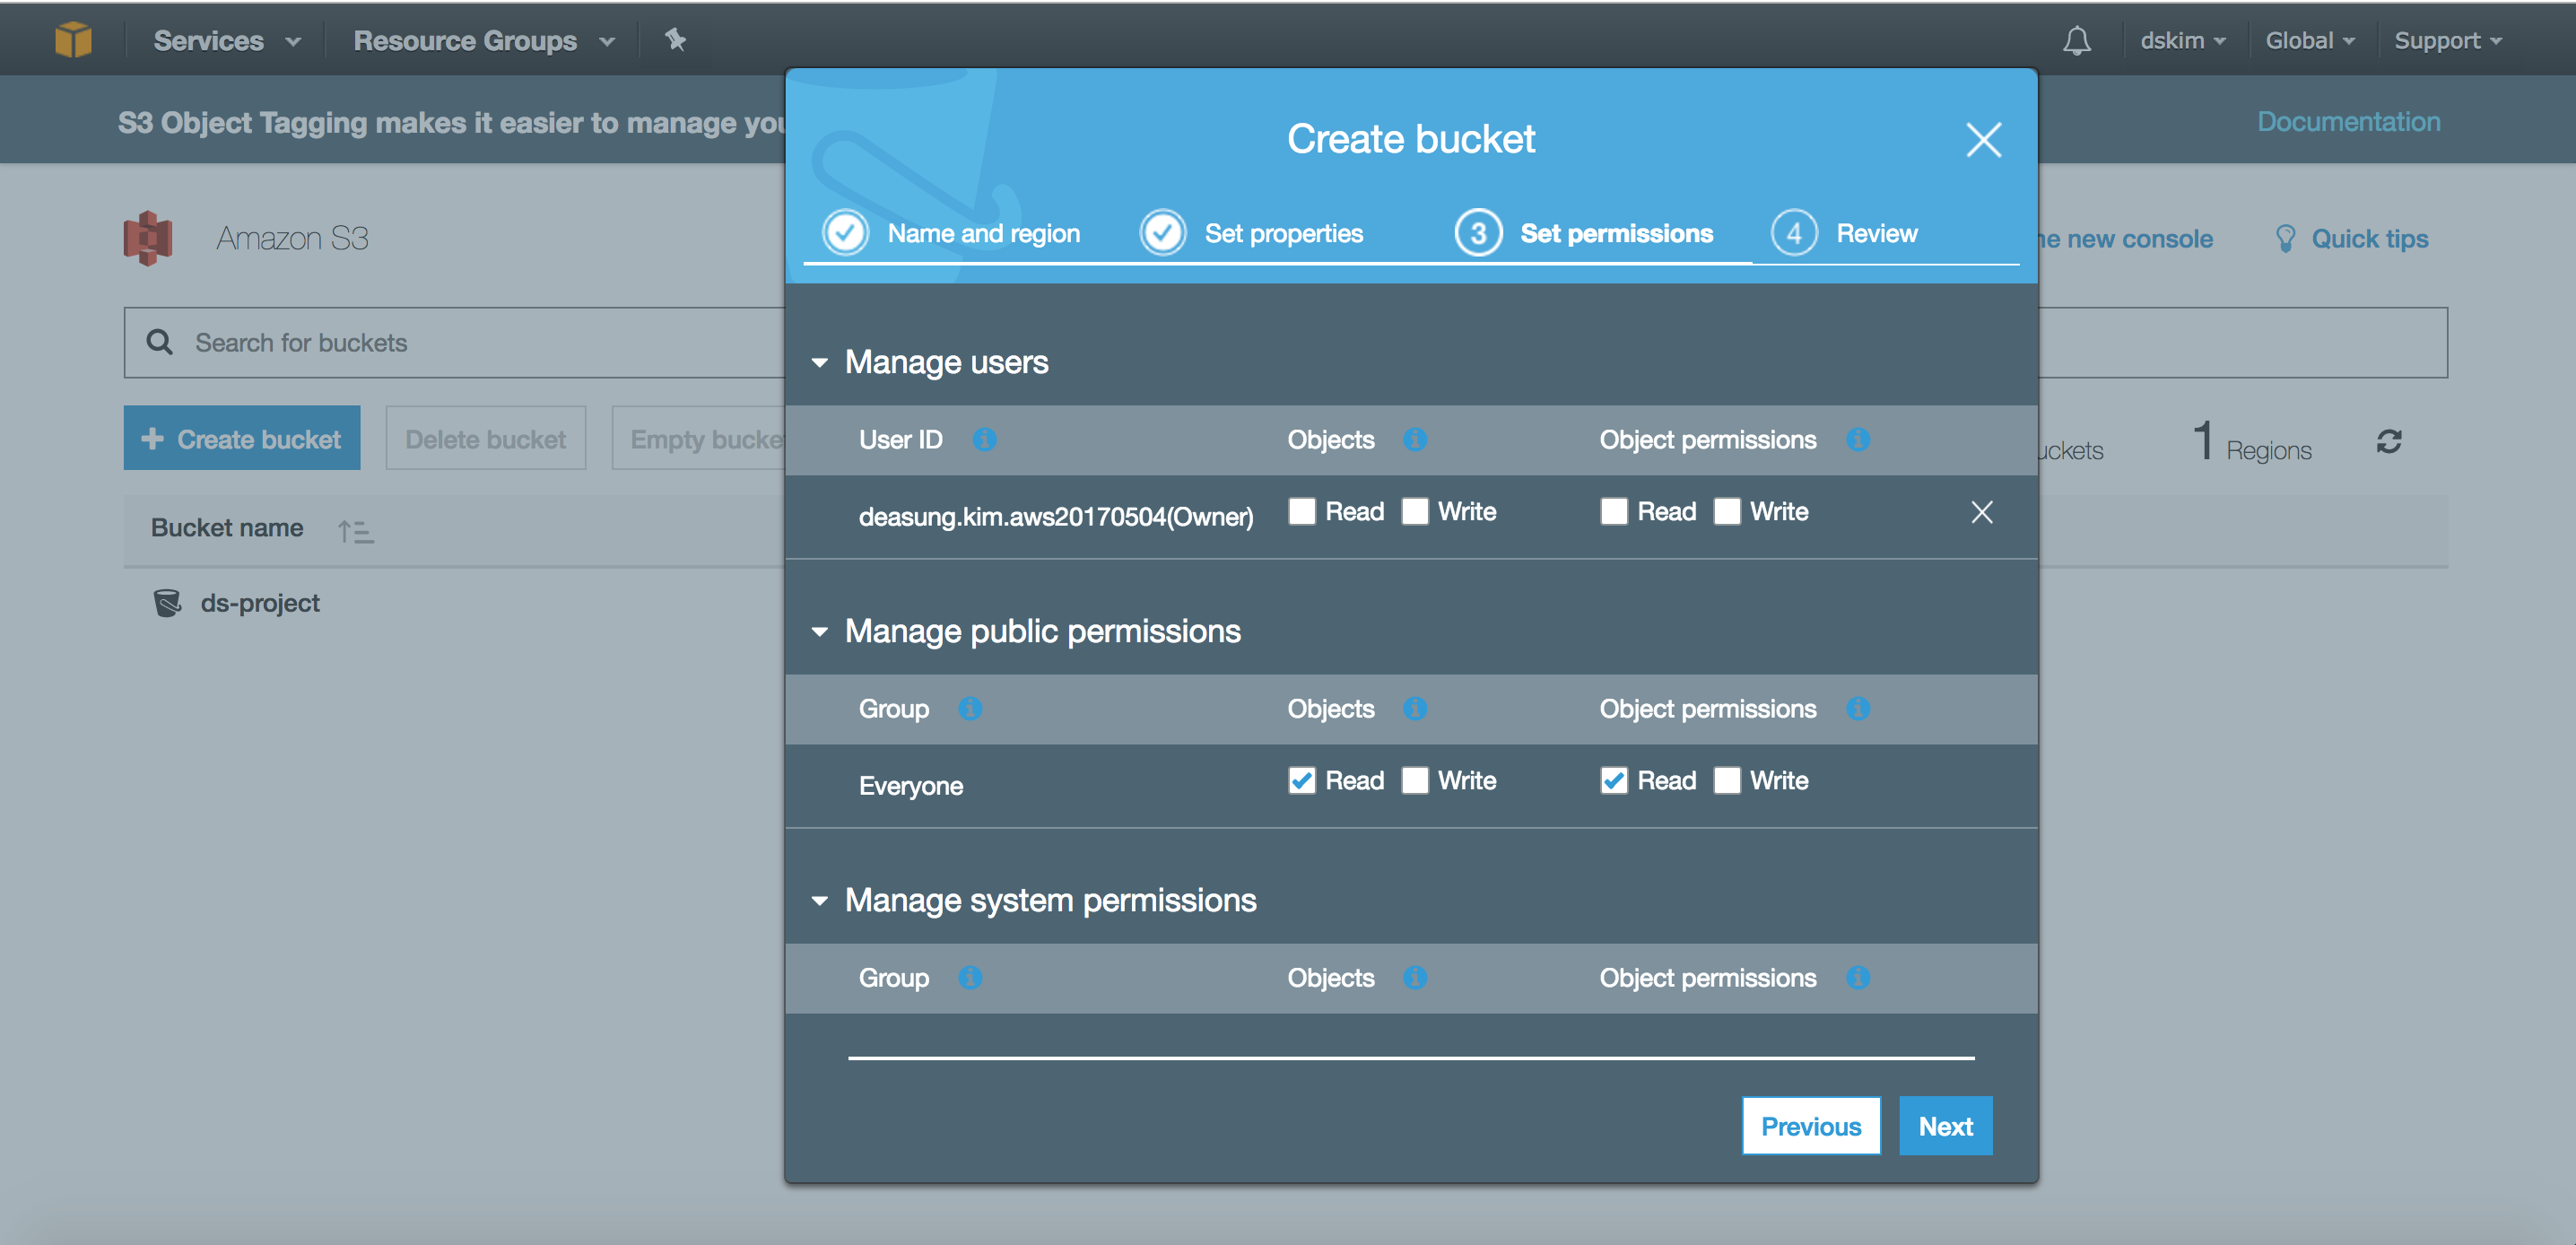 Services
Resource Groups
dskim
Global
Support
S3 Object Tagging makes it easier to manage you
Documentation
Amazon S3
e new console
Quick tips
Search for buckets
Create bucket
Delete bucket
Empty bucke
uckets
1 Regions
Bucket name
ds-project
Create bucket
Name and region
Set properties
3 Set permissions
4 Review
Manage users
User ID Objects Object permissions
deasung.kim.aws20170504(Owner) Read Write Read Write
Manage public permissions
Group Objects Object permissions
Everyone Read Write Read Write
Manage system permissions
Group Objects Object permissions
Previous
Next